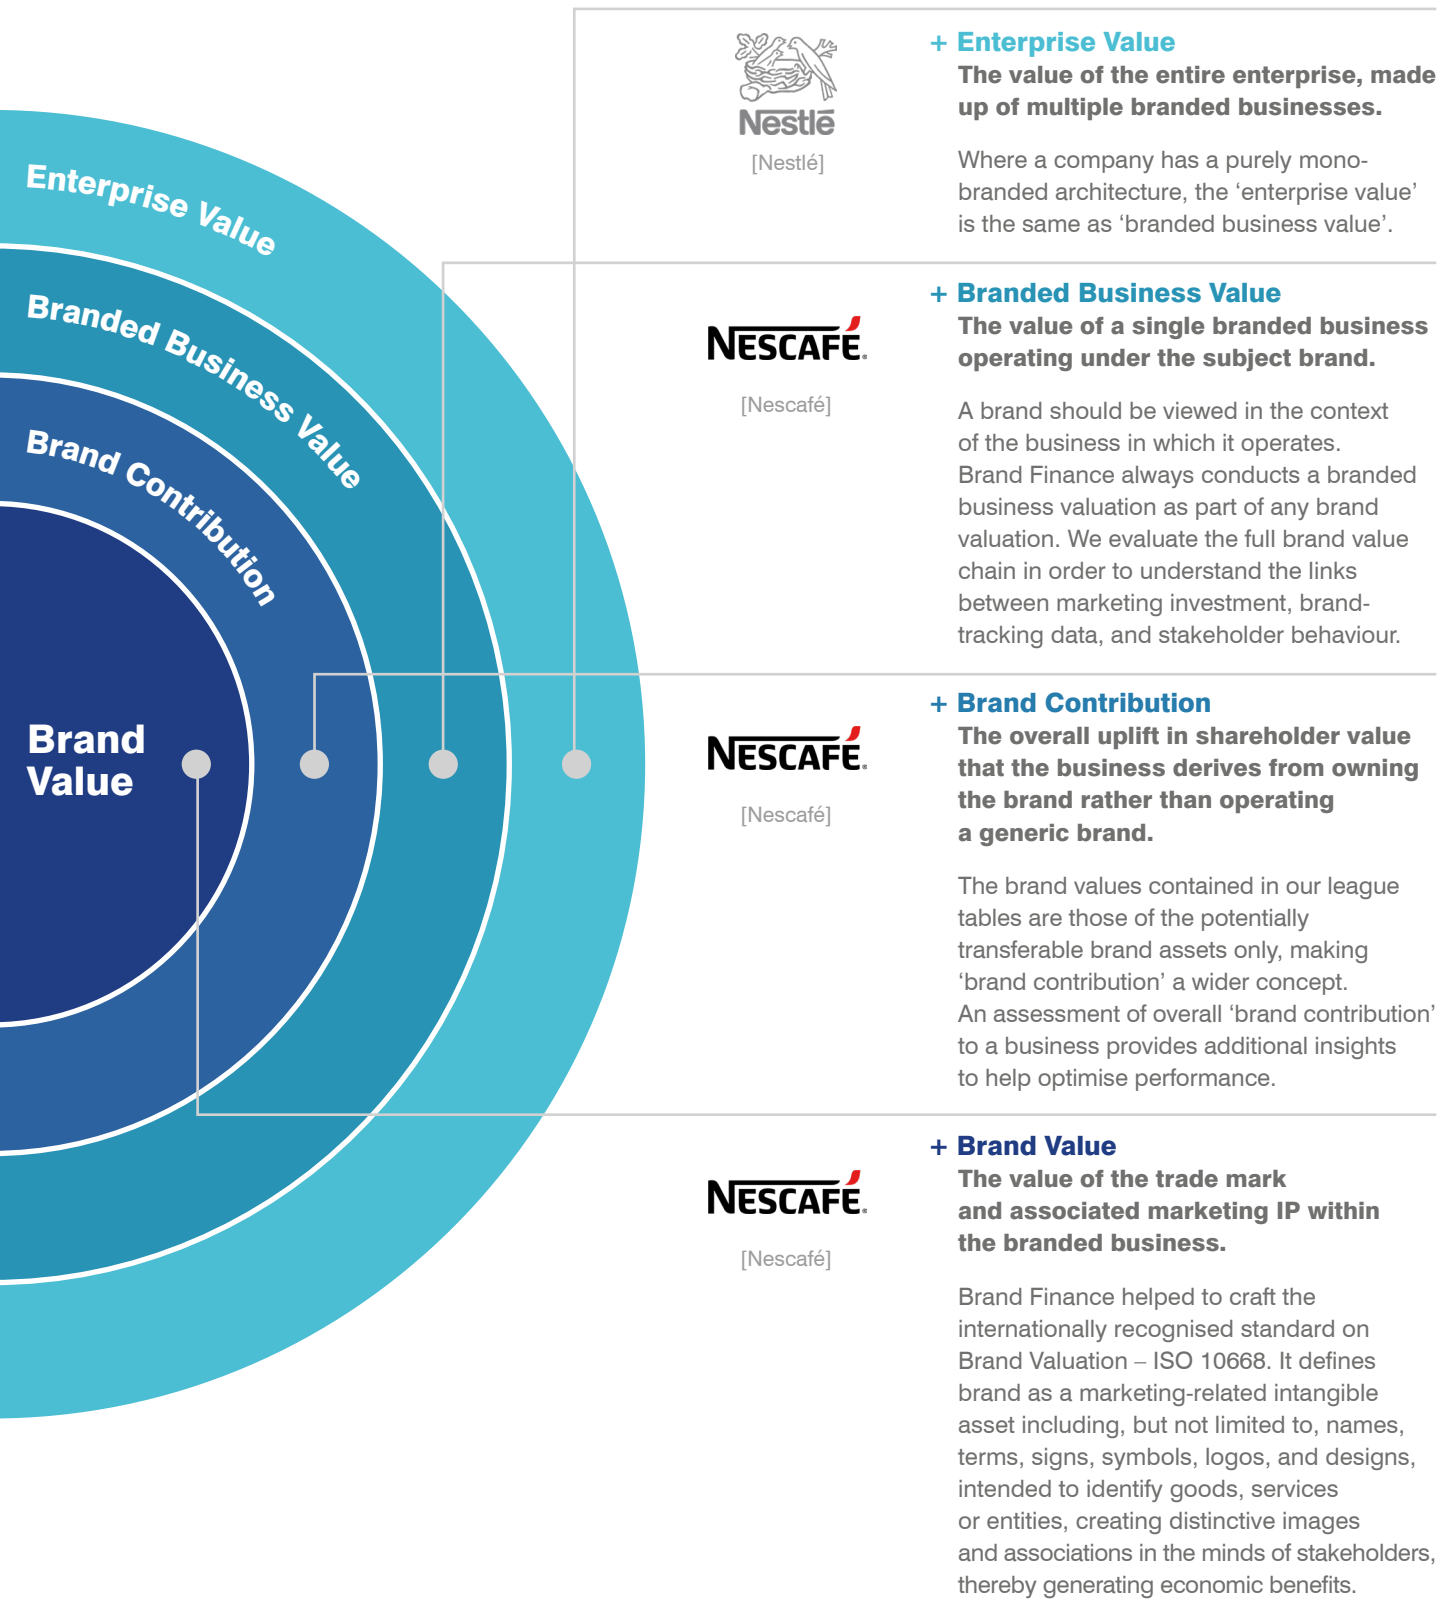 Enterprise Value
Branded Business Value
Brand Contribution
Brand
Value
Nestlē
[Nestlé]
+ Enterprise Value
The value of the entire enterprise, made
up of multiple branded businesses.
Where a company has a purely mono-
branded architecture, the ‘enterprise value’
is the same as ‘branded business value’.
NESCAFÉ.
[Nescafé]
+ Branded Business Value
The value of a single branded business
operating under the subject brand.
A brand should be viewed in the context
of the business in which it operates.
Brand Finance always conducts a branded
business valuation as part of any brand
valuation. We evaluate the full brand value
chain in order to understand the links
between marketing investment, brand-
tracking data, and stakeholder behaviour.
NESCAFÉ.
[Nescafé]
+ Brand Contribution
The overall uplift in shareholder value
that the business derives from owning
the brand rather than operating
a generic brand.
The brand values contained in our league
tables are those of the potentially
transferable brand assets only, making
‘brand contribution’ a wider concept.
An assessment of overall ‘brand contribution’
to a business provides additional insights
to help optimise performance.
NESCAFÉ.
[Nescafé]
+ Brand Value
The value of the trade mark
and associated marketing IP within
the branded business.
Brand Finance helped to craft the
internationally recognised standard on
Brand Valuation – ISO 10668. It defines
brand as a marketing-related intangible
asset including, but not limited to, names,
terms, signs, symbols, logos, and designs,
intended to identify goods, services
or entities, creating distinctive images
and associations in the minds of stakeholders,
thereby generating economic benefits.